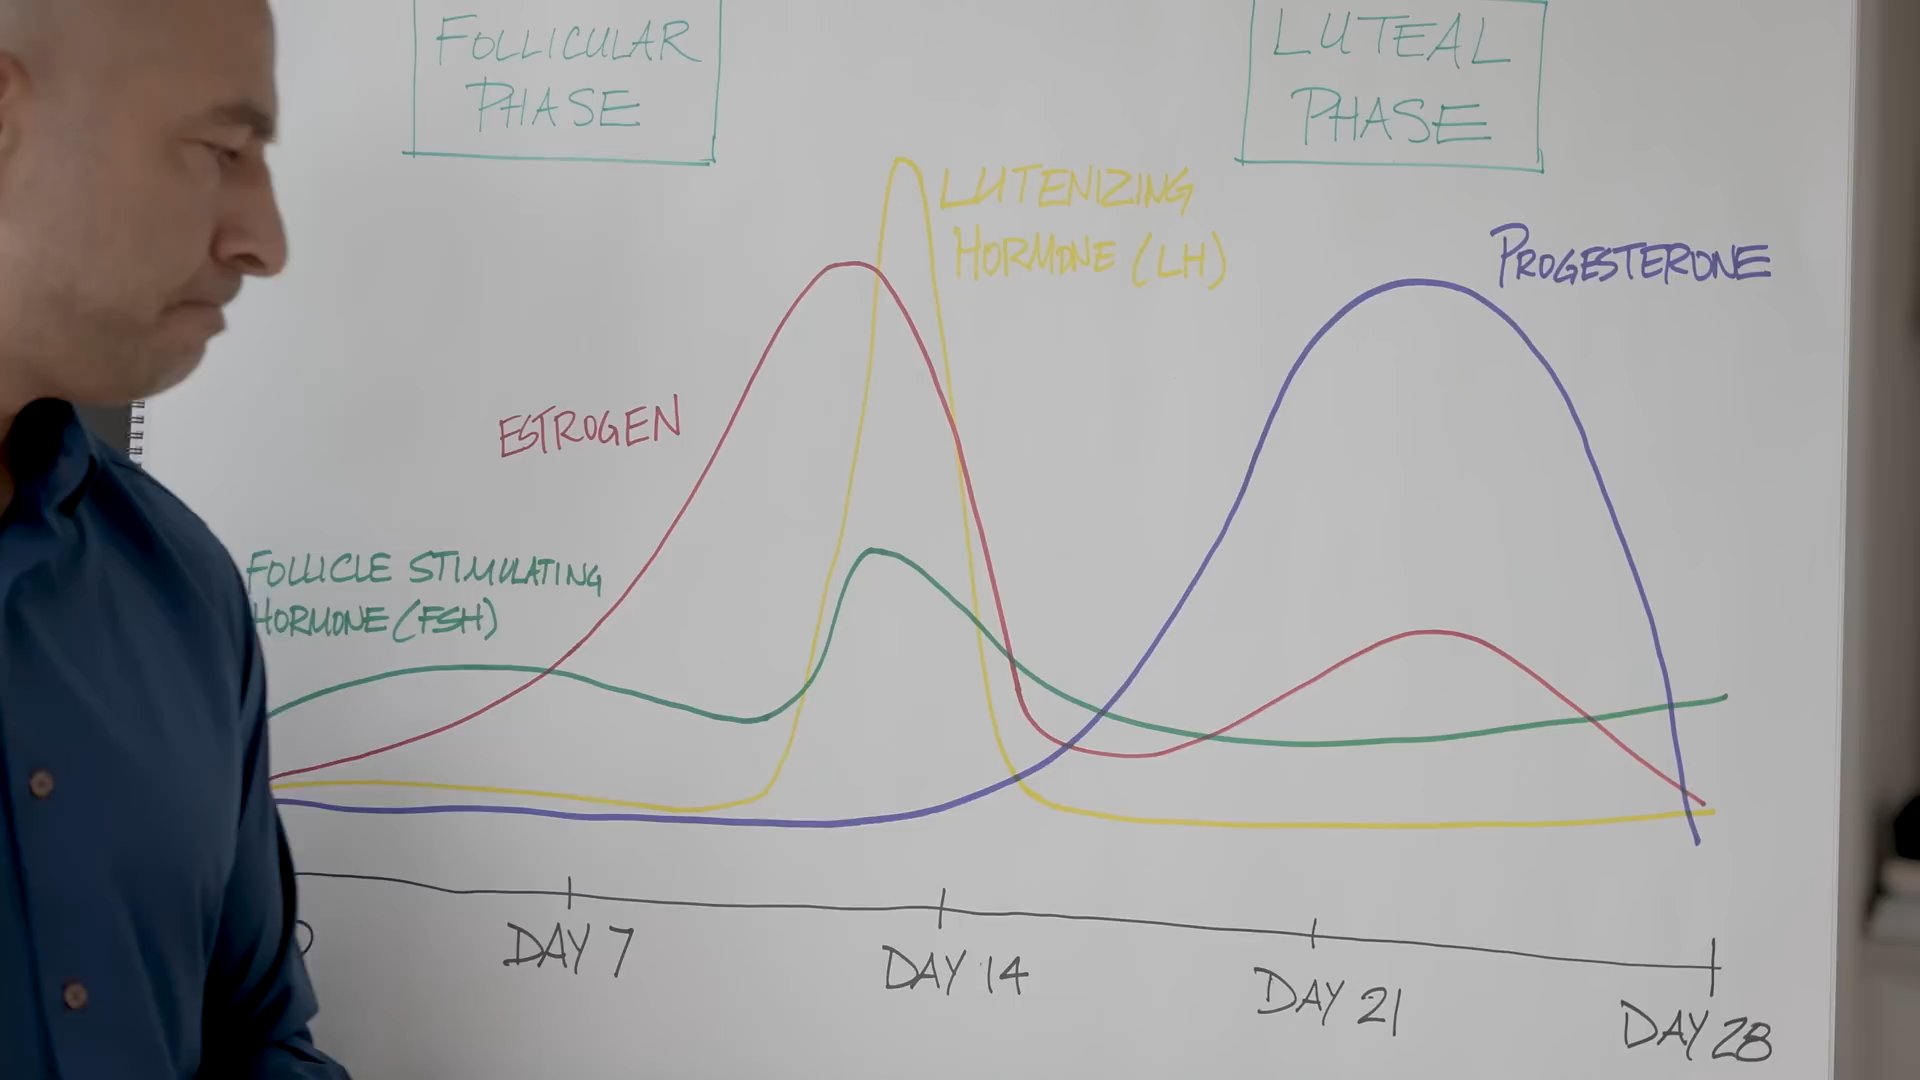 FOLLICULAR
PHASE
LUTEAL
PHASE
LUTENIZING
HORMONE (LH)
PROGESTERONE
ESTROGEN
FOLLICLE STIMULATING
HORMONE (FSH)
DAY 7
DAY 14
DAY 21
DAY 28